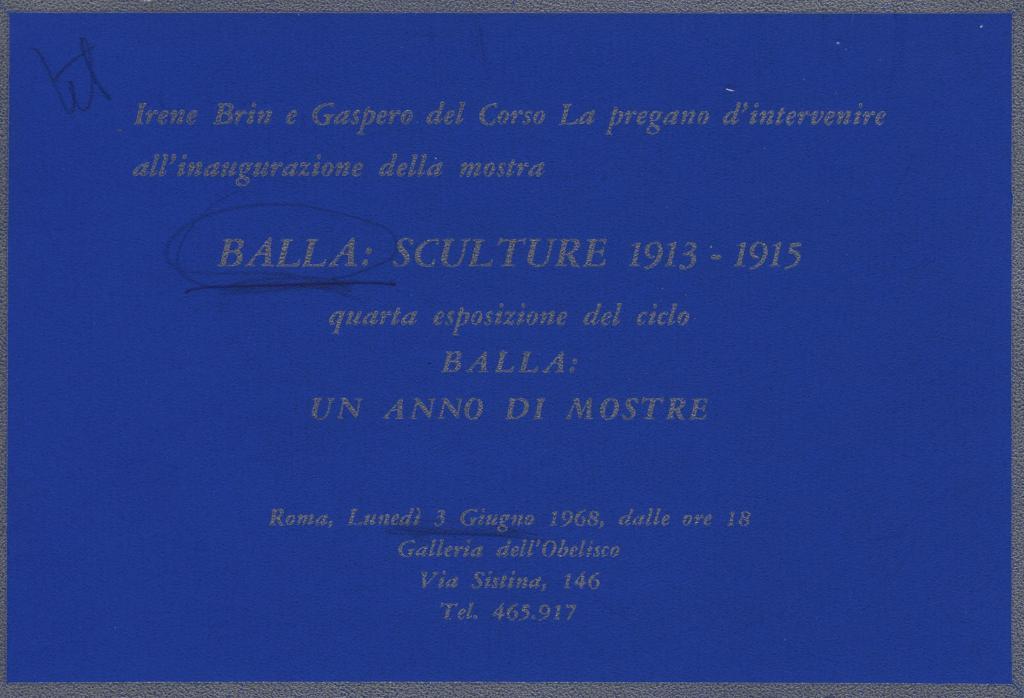 Irene Brin e Gaspero del Corso La pregano d'intervenire
all'inaugurazione della mostra
BALLA: SCULTURE 1913 - 1915
quarta esposizione del ciclo
BALLA:
UN ANNO DI MOSTRE
Roma, Lunedì 3 Giugno 1968, dalle ore 18
Galleria dell'Obelisco
Via Sistina, 146
Tel. 465.917